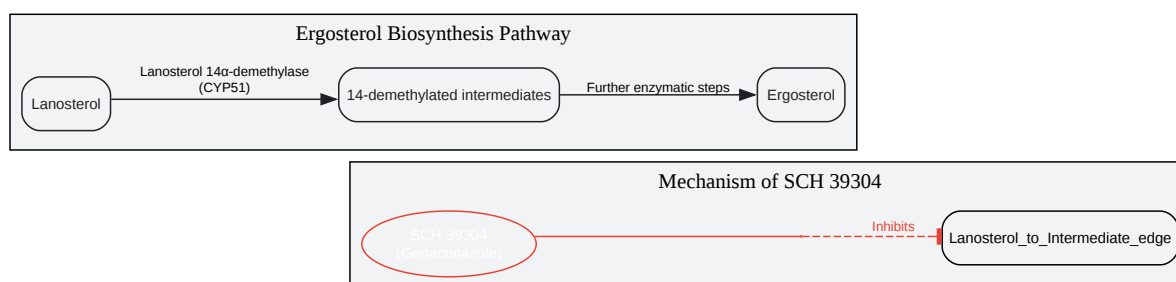 Ergosterol Biosynthesis Pathway
Lanosterol
Lanosterol 14α-demethylase
(CYP51)
14-demethylated intermediates
Further enzymatic steps
Ergosterol
Mechanism of SCH 39304
SCH 39304
(Genaconazole)
Inhibits
Lanosterol_to_Intermediate_edge